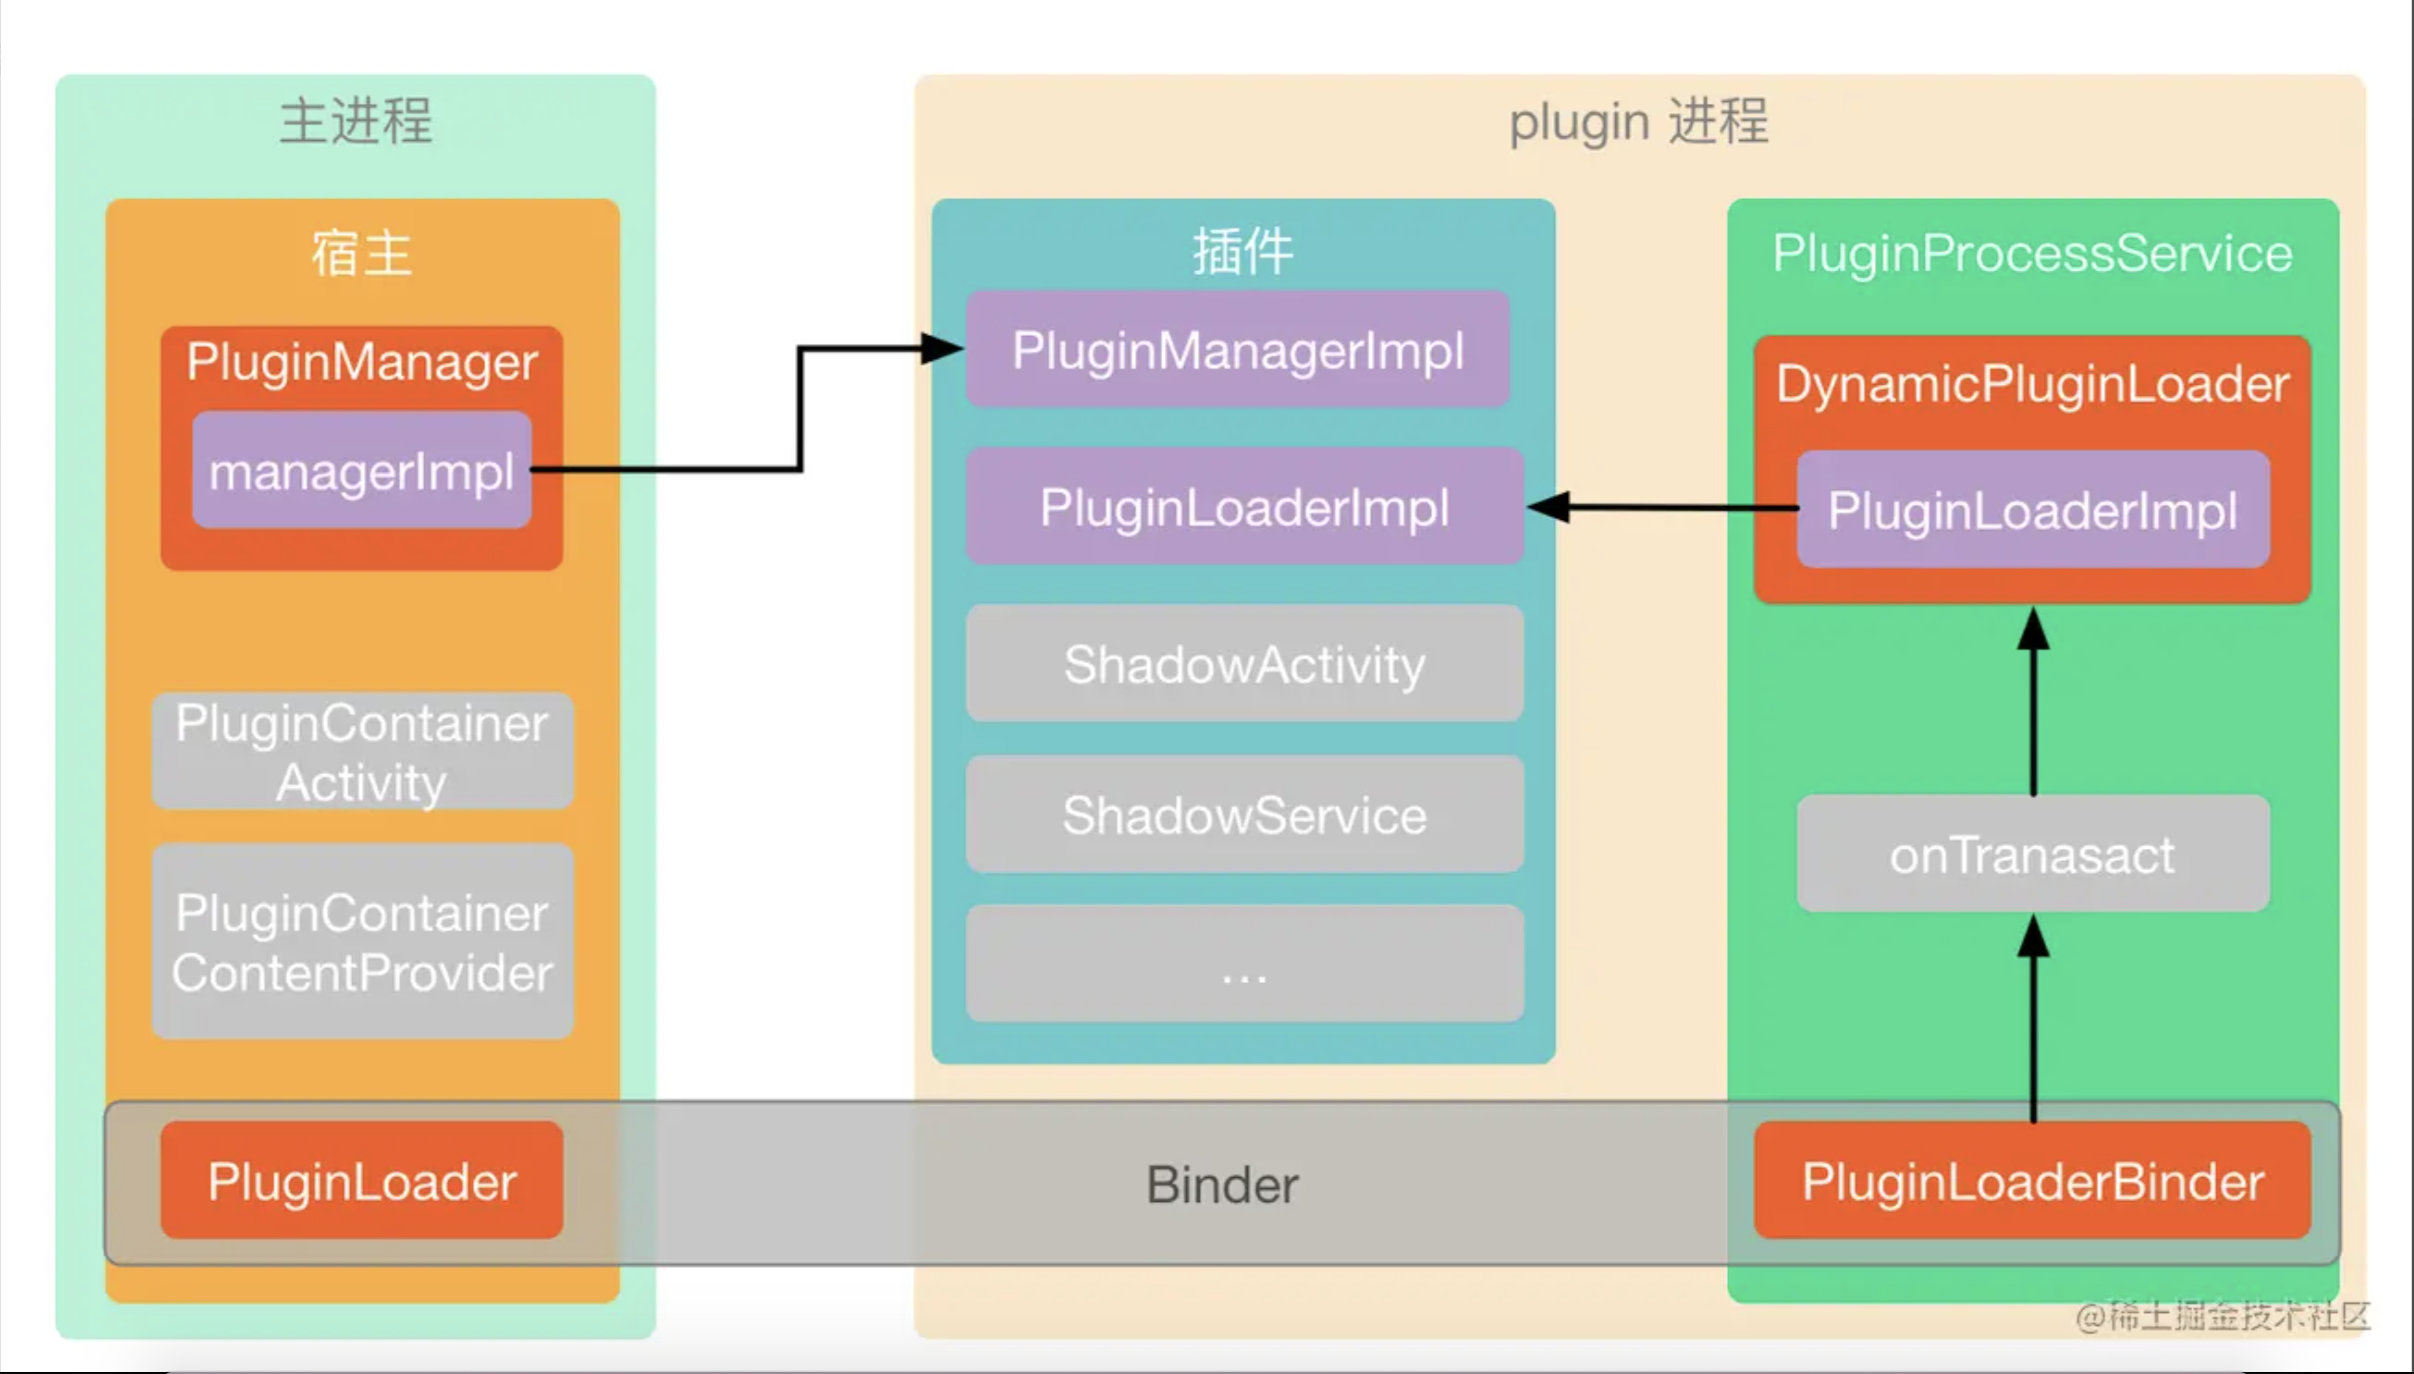 主进程
宿主
PluginManager
managerImpl
PluginContainer
Activity
PluginContainer
ContentProvider
PluginLoader
plugin 进程
插件
PluginManagerImpl
PluginLoaderImpl
ShadowActivity
ShadowService
...
Binder
PluginProcessService
DynamicPluginLoader
PluginLoaderImpl
onTranasact
PluginLoaderBinder
@稀土掘金技术社区